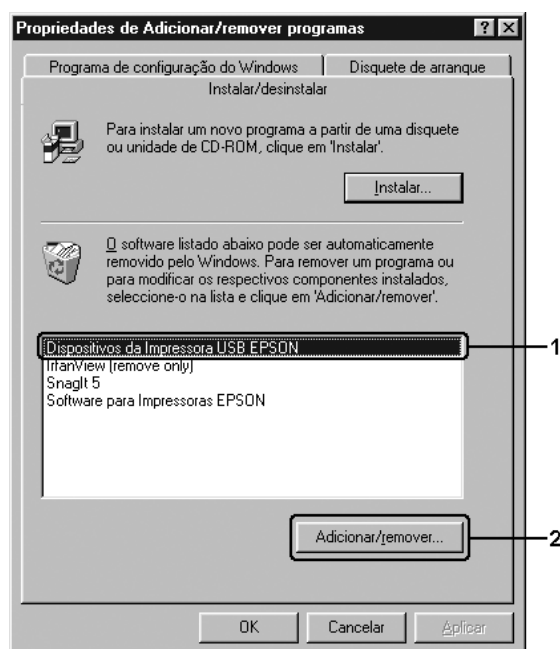 Propriedades de Adicionar/remover programas
Programa de configuração do Windows
Disquete de arranque
Instalar/desinstalar
Para instalar um novo programa a partir de uma disquete
ou unidade de CD-ROM, clique em 'Instalar'.
Instalar...
O software listado abaixo pode ser automaticamente
removido pelo Windows. Para remover um programa ou
para modificar os respectivos componentes instalados,
seleccione-o na lista e clique em 'Adicionar/remover'.
Dispositivos da Impressora USB EPSON
1
IrfanView (remove only)
SnagIt 5
Software para Impressoras EPSON
Adicionar/remover...
2
OK
Cancelar
Aplicar